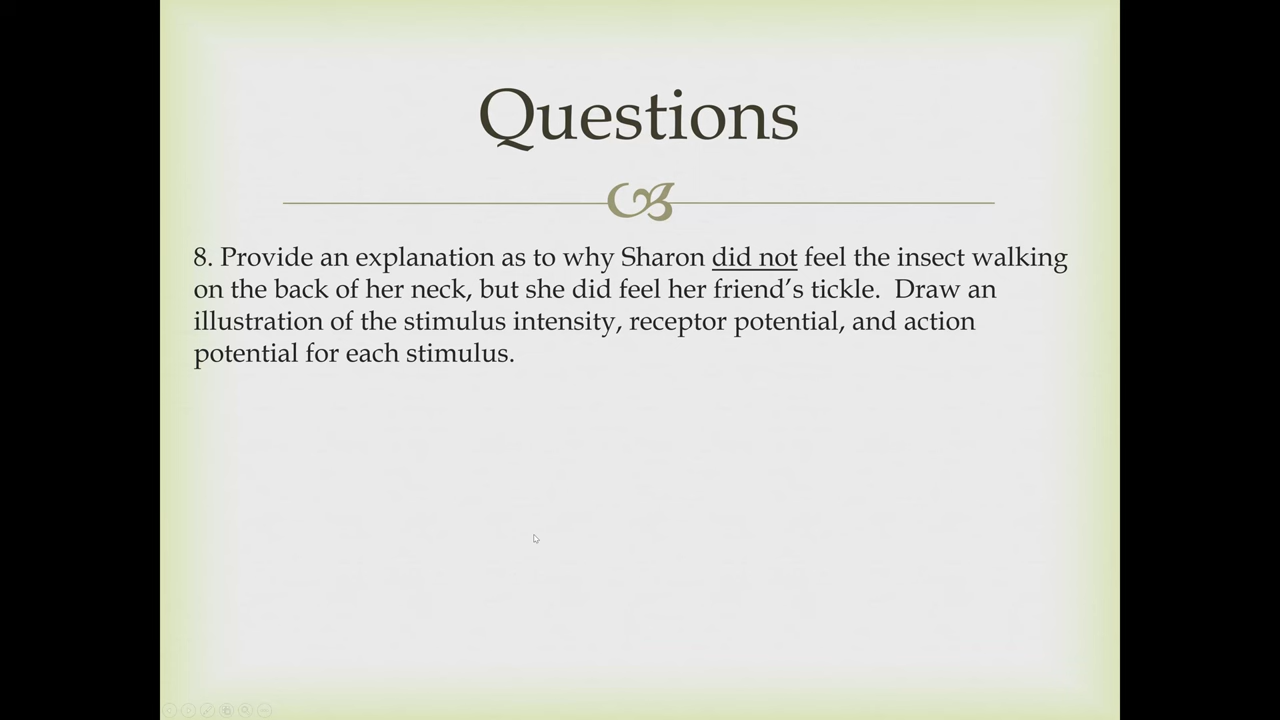 Questions
8. Provide an explanation as to why Sharon did not feel the insect walking
on the back of her neck, but she did feel her friend’s tickle.  Draw an
illustration of the stimulus intensity, receptor potential, and action
potential for each stimulus.